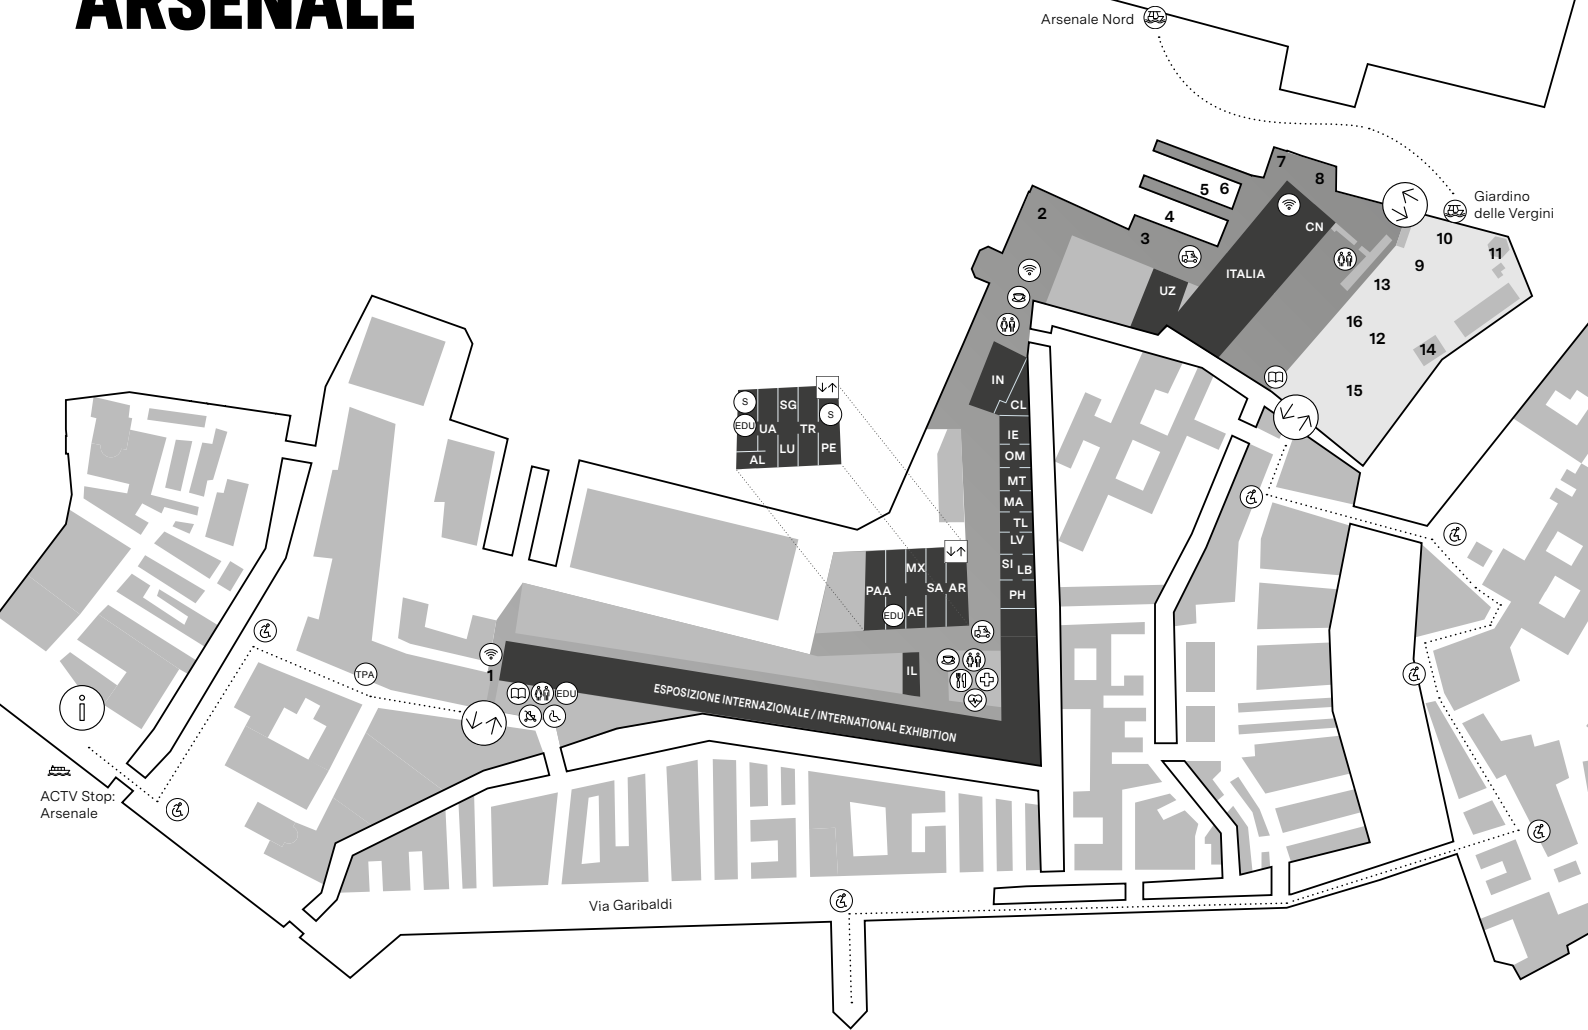 ARSENALE
Arsenale Nord
7
8
5 6
Giardino
delle Vergini
2
4
3
CN
10
9
11
ITALIA
13
UZ
16
12
14
15
IN
CL
S
SG
S
EDU
UA
TR
LU
PE
AL
IE
OM
MT
MA
TL
LV
SI
LB
PH
MX
PAA
SA
AR
EDU
AE
IL
TPA
1
EDU
ESPOSIZIONE INTERNAZIONALE / INTERNATIONAL EXHIBITION
i
ACTV Stop:
Arsenale
Via Garibaldi